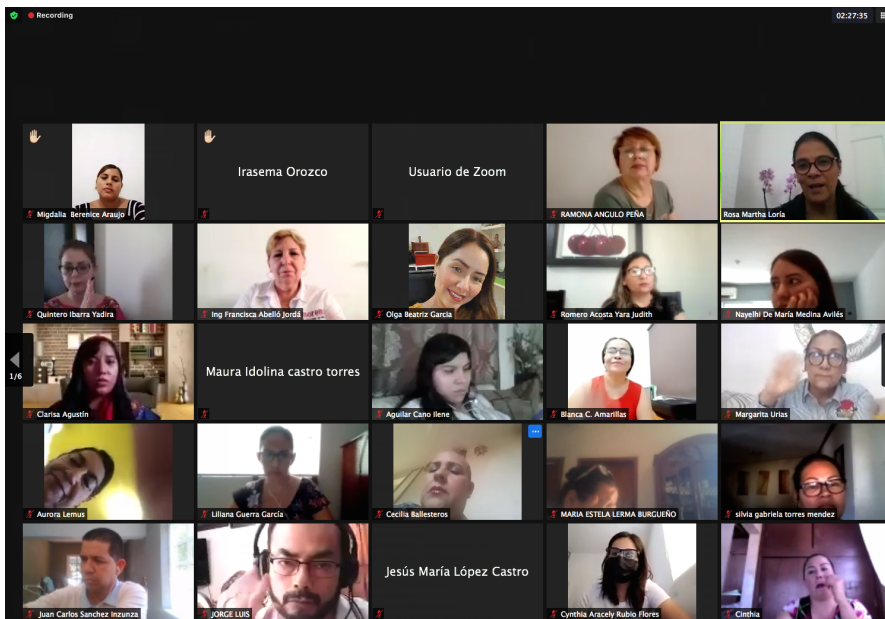 Recording
02:27:35
Irasema Orozco
Usuario de Zoom
Migdalia Berenice Araujo
RAMONA ANGULO PEÑA
Rosa Martha Loría
Quintero Ibarra Yadira
Ing Francisca Abelló Jordá
Olga Beatriz Garcia
Romero Acosta Yara Judith
Nayelhi De María Medina Avilés
1/6
Maura Idolina castro torres
Clarisa Agustín
Aguilar Cano Ilene
Blanca C. Amarillas
Margarita Urias
Aurora Lemus
Liliana Guerra García
Cecilia Ballesteros
MARIA ESTELA LERMA BURGUEÑO
silvia gabriela torres mendez
Jesús María López Castro
Juan Carlos Sanchez Inzunza
JORGE LUIS
Cynthia Aracely Rubio Flores
Cinthia